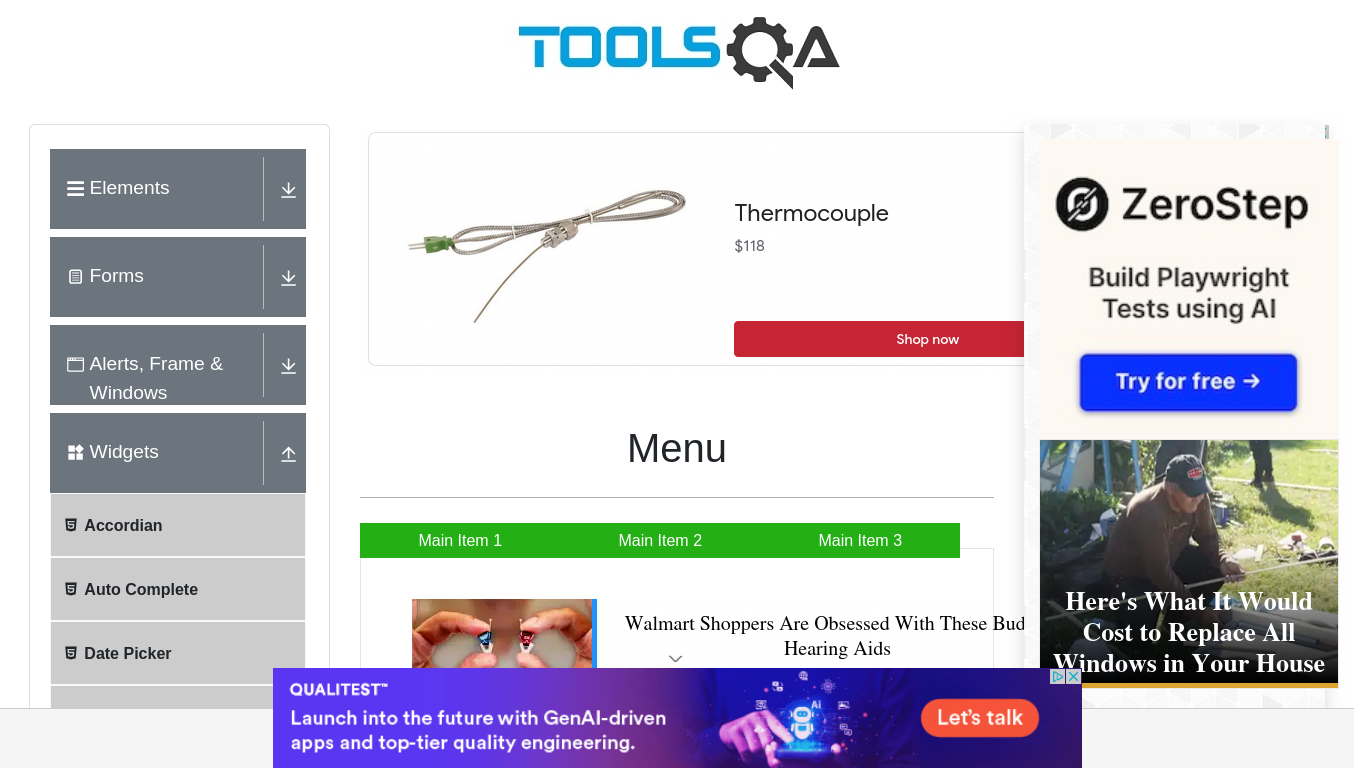 TOOLSQA
Elements
Forms
Alerts, Frame &
Windows
Widgets
Accordian
Auto Complete
Date Picker
Thermocouple
$118
Shop now
Menu
Main Item 1
Main Item 2
Main Item 3
Walmart Shoppers Are Obsessed With These Bud
Hearing Aids
ZeroStep
Build Playwright
Tests using AI
Try for free →
Here's What It Would
Cost to Replace All
Windows in Your House
QUALITEST™
Launch into the future with GenAI-driven
apps and top-tier quality engineering.
Ai
Let's talk